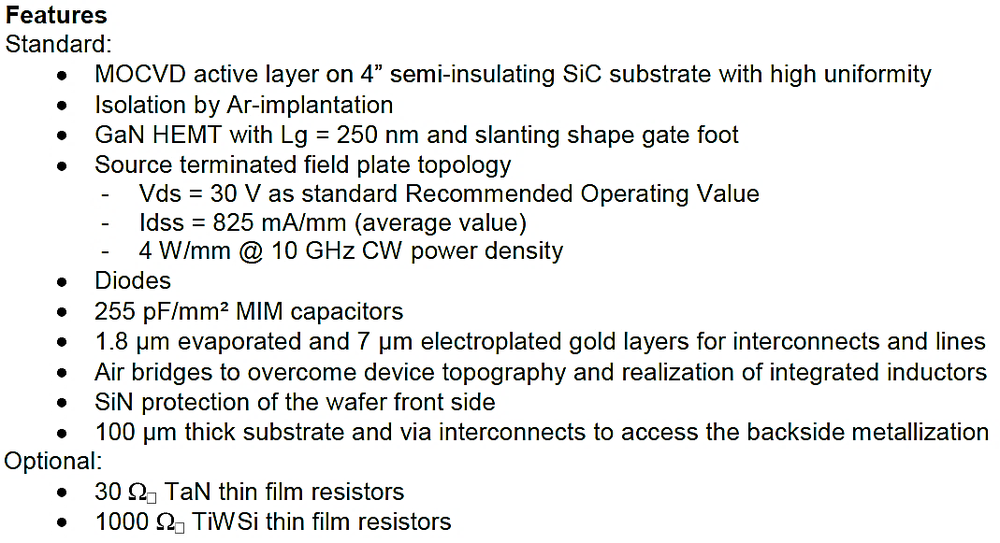 Features
Standard:
● MOCVD active layer on 4” semi-insulating SiC substrate with high uniformity
● Isolation by Ar-implantation
● GaN HEMT with Lg = 250 nm and slanting shape gate foot
● Source terminated field plate topology
- Vds = 30 V as standard Recommended Operating Value
- Idss = 825 mA/mm (average value)
- 4 W/mm @ 10 GHz CW power density
● Diodes
● 255 pF/mm² MIM capacitors
● 1.8 µm evaporated and 7 µm electroplated gold layers for interconnects and lines
● Air bridges to overcome device topography and realization of integrated inductors
● SiN protection of the wafer front side
● 100 µm thick substrate and via interconnects to access the backside metallization
Optional:
● 30 Ω□ TaN thin film resistors
● 1000 Ω□ TiWSi thin film resistors